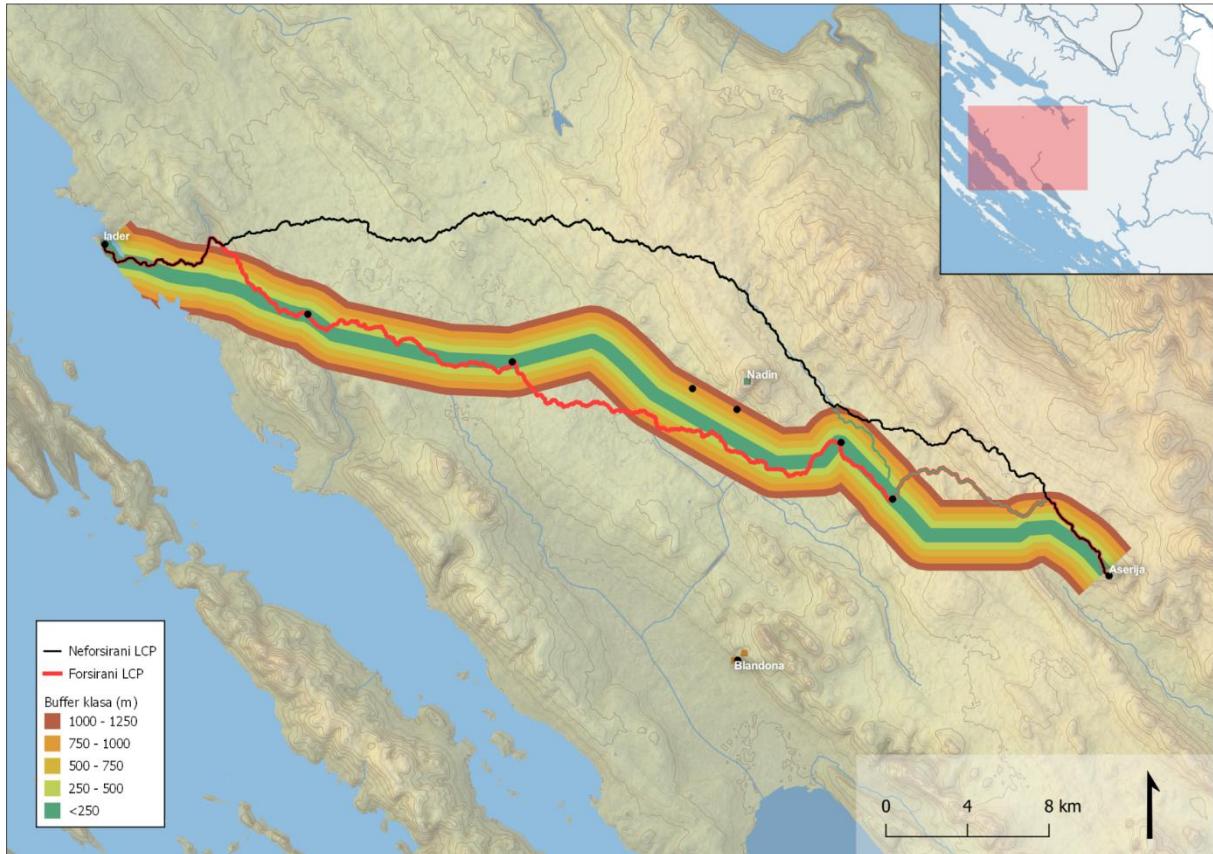 Iader
Nadin
Aserija
Blandona
Neforsirani LCP
Forsirani LCP
Buffer klasa (m)
1000 - 1250
750 - 1000
500 - 750
250 - 500
<250
0 4 8 km